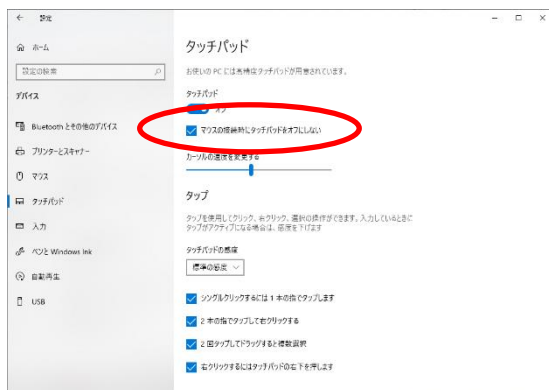 設定
ホーム
設定の検索
デバイス
Bluetooth とその他のデバイス
プリンターとスキャナー
マウス
タッチパッド
入力
ペンと Windows Ink
自動再生
USB
タッチパッド
お使いの PC には高精度タッチパッドが用意されています。
タッチパッド
オン
マウスの接続時にタッチパッドをオフにしない
カーソルの速度を変更する
タップ
タップを使用してクリック、右クリック、選択の操作ができます。入力しているときに
タップがアクティブになる場合は、感度を下げます
タッチパッドの感度
標準の感度
シングルクリックするには 1 本の指でタップします
2 本の指でタップして右クリックする
2 回タップしてドラッグすると複数選択
右クリックするにはタッチパッドの右下を押します